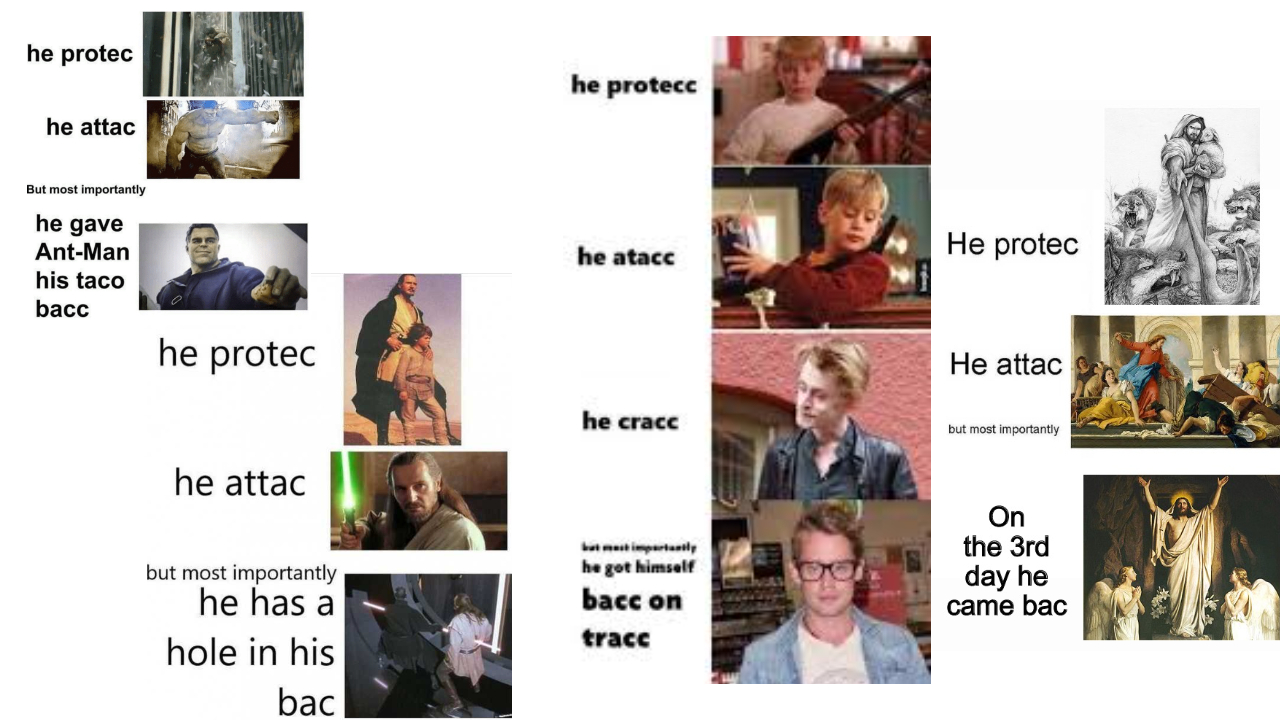 he protec
he attac
But most importantly
he gave
Ant-Man
his taco
bacc
he protec
he attac
but most importantly
he has a
hole in his
bac
he protecc
he atacc
he cracc
but most importantly
he got himself
bacc on
tracc
He protec
He attac
but most importantly
On
the 3rd
day he
came bac